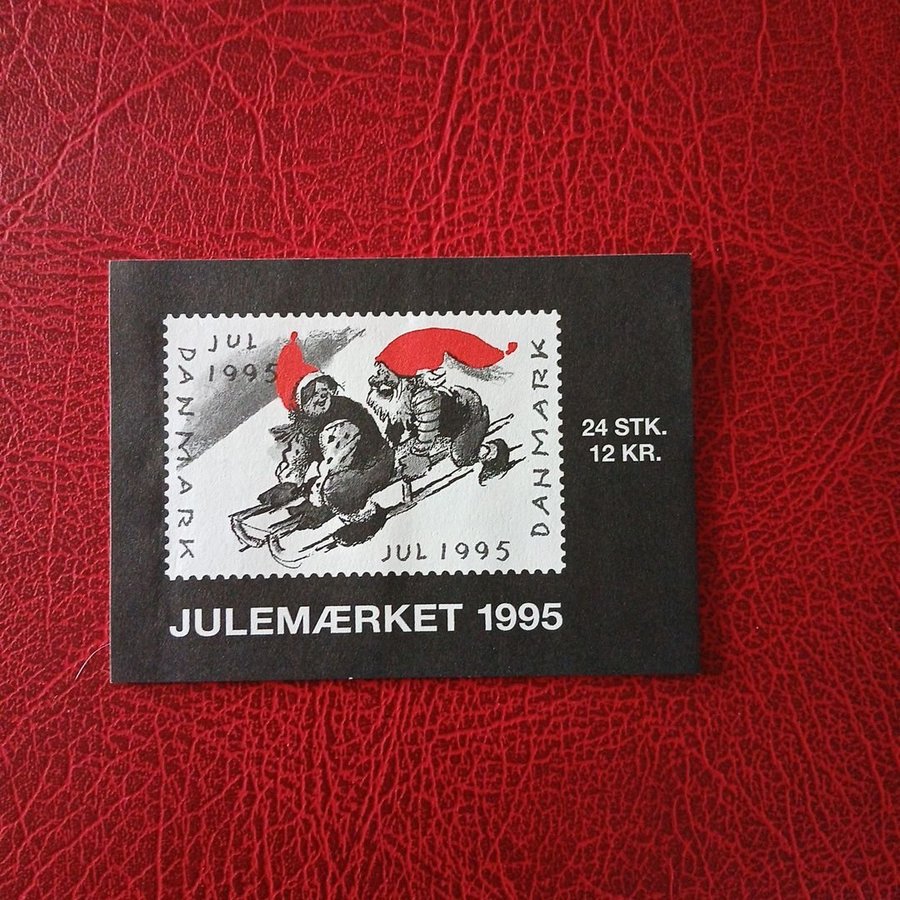 JUL
1995
DANMARK
DANMARK
JUL 1995
24 STK.
12 KR.
JULEMÆRKET 1995